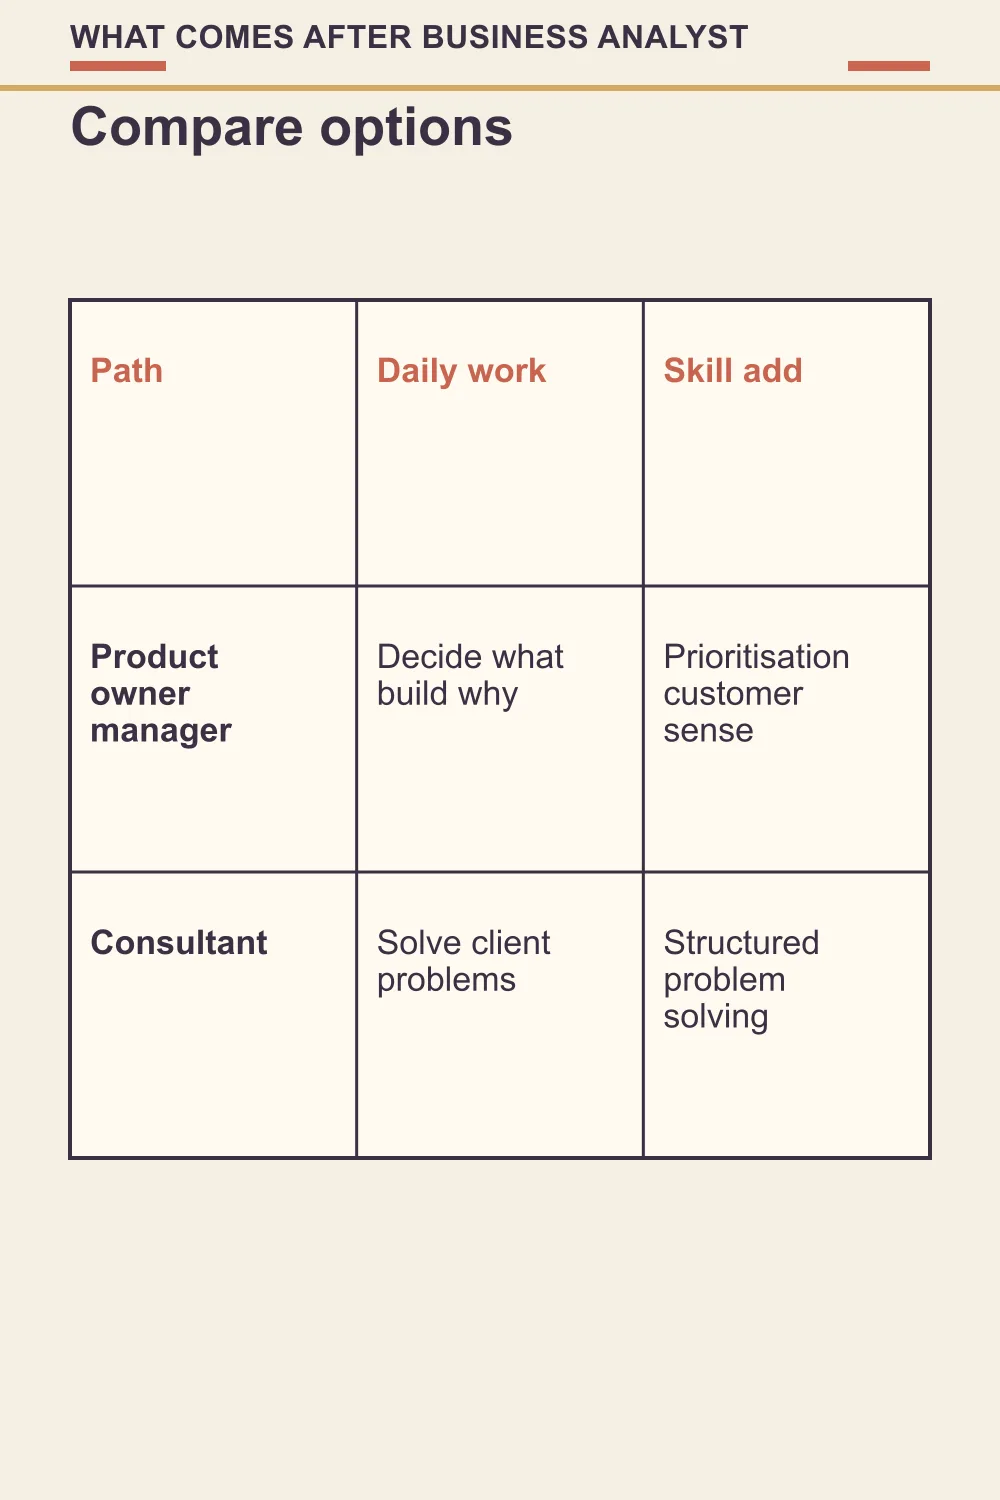 WHAT COMES AFTER BUSINESS ANALYST
Compare options
Path
Daily work
Skill add
Product
owner
manager
Decide what
build why
Prioritisation
customer
sense
Consultant
Solve client
problems
Structured
problem
solving